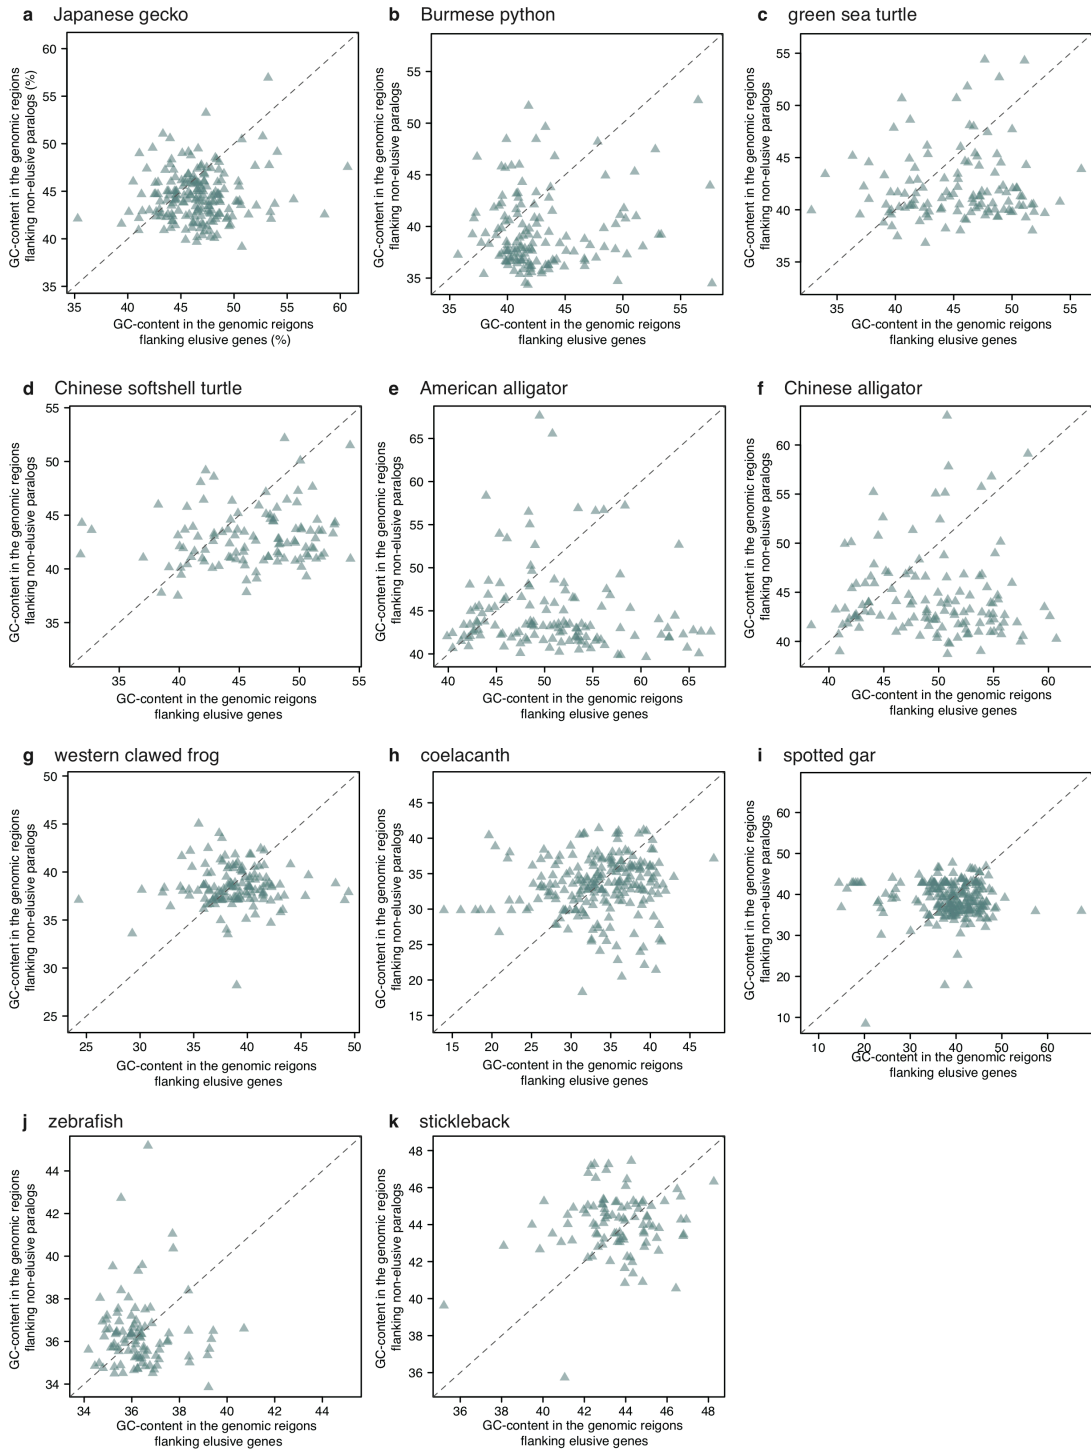 a Japanese gecko
GC-content in the genomic regions
flanking non-elusive paralogs (%)
60
55
50
45
40
35
35 40 45 50 55 60
GC-content in the genomic reigons
flanking elusive genes (%)
b Burmese python
GC-content in the genomic regions
flanking non-elusive paralogs
55
50
45
40
35
35 40 45 50 55
GC-content in the genomic reigons
flanking elusive genes
c green sea turtle
GC-content in the genomic regions
flanking non-elusive paralogs
55
50
45
40
35
35 40 45 50 55
GC-content in the genomic reigons
flanking elusive genes
d Chinese softshell turtle
GC-content in the genomic regions
flanking non-elusive paralogs
55
50
45
40
35
35 40 45 50 55
GC-content in the genomic reigons
flanking elusive genes
e American alligator
GC-content in the genomic regions
flanking non-elusive paralogs
65
60
55
50
45
40
40 45 50 55 60 65
GC-content in the genomic reigons
flanking elusive genes
f Chinese alligator
GC-content in the genomic regions
flanking non-elusive paralogs
60
55
50
45
40
40 45 50 55 60
GC-content in the genomic reigons
flanking elusive genes
g western clawed frog
GC-content in the genomic regions
flanking non-elusive paralogs
50
45
40
35
30
25
25 30 35 40 45 50
GC-content in the genomic reigons
flanking elusive genes
h coelacanth
GC-content in the genomic regions
flanking non-elusive paralogs
45
40
35
30
25
20
15
15 20 25 30 35 40 45
GC-content in the genomic reigons
flanking elusive genes
i spotted gar
GC-content in the genomic regions
flanking non-elusive paralogs
60
50
40
30
20
10
10 20 30 40 50 60
GC-content in the genomic reigons
flanking elusive genes
j zebrafish
GC-content in the genomic regions
flanking non-elusive paralogs
44
42
40
38
36
34
34 36 38 40 42 44
GC-content in the genomic reigons
flanking elusive genes
k stickleback
GC-content in the genomic regions
flanking non-elusive paralogs
48
46
44
42
40
38
36
36 38 40 42 44 46 48
GC-content in the genomic reigons
flanking elusive genes